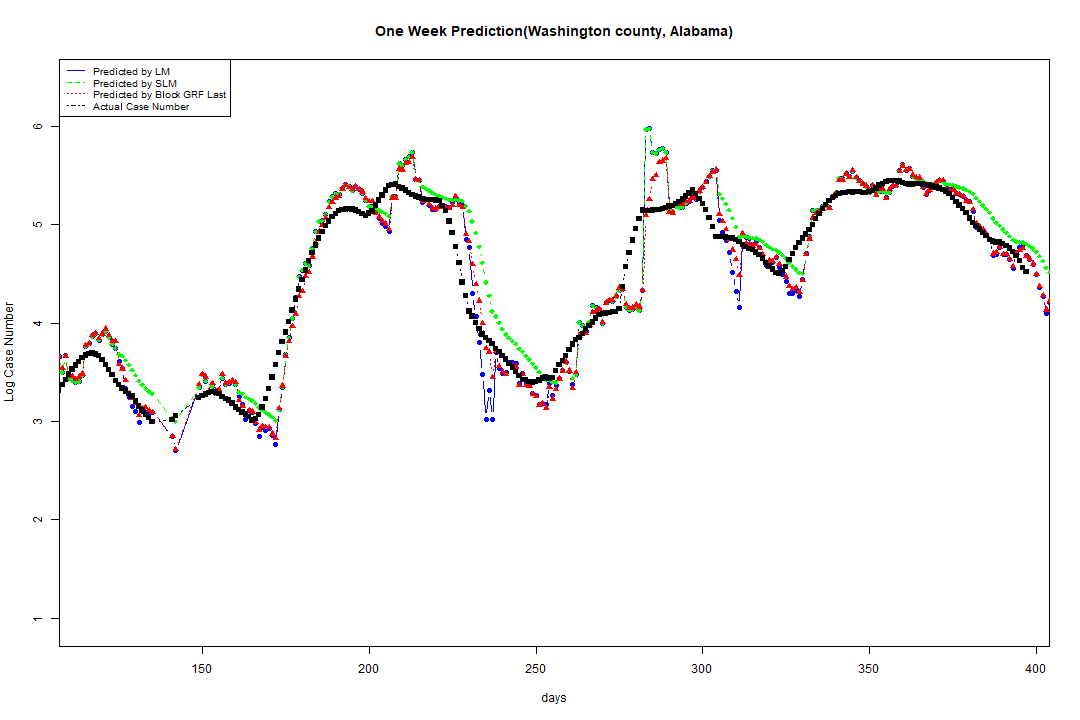 One Week Prediction(Washington county, Alabama)
Predicted by LM
Predicted by SLM
Predicted by Block GRF Last
Actual Case Number
Log Case Number
6
5
4
3
2
1
150 200 250 300 350 400
days